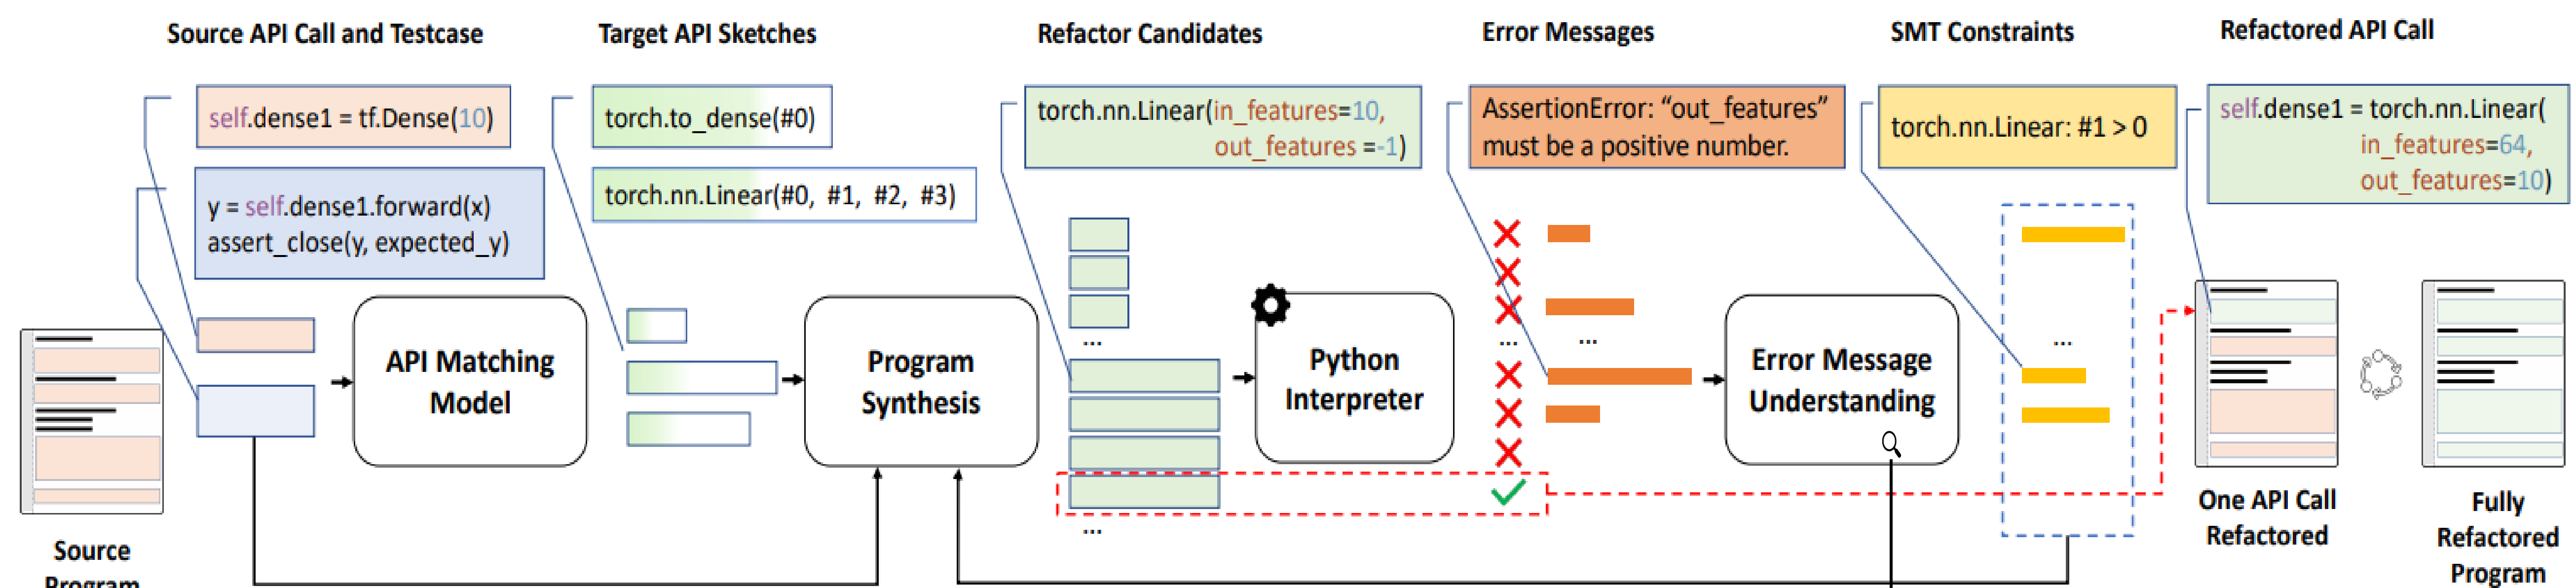 Source API Call and Testcase
Target API Sketches
Refactor Candidates
Error Messages
SMT Constraints
Refactored API Call
self.dense1 = tf.Dense(10)
y = self.dense1.forward(x)
assert_close(y, expected_y)
torch.to_dense(#0)
torch.nn.Linear(#0, #1, #2, #3)
torch.nn.Linear(in_features=10,
out_features =-1)
AssertionError: “out_features”
must be a positive number.
torch.nn.Linear: #1 > 0
self.dense1 = torch.nn.Linear(
in_features=64,
out_features=10)
API Matching
Model
Program
Synthesis
...
...
Python
Interpreter
...
...
Error Message
Understanding
...
Source
Program
One API Call
Refactored
Fully
Refactored
Program